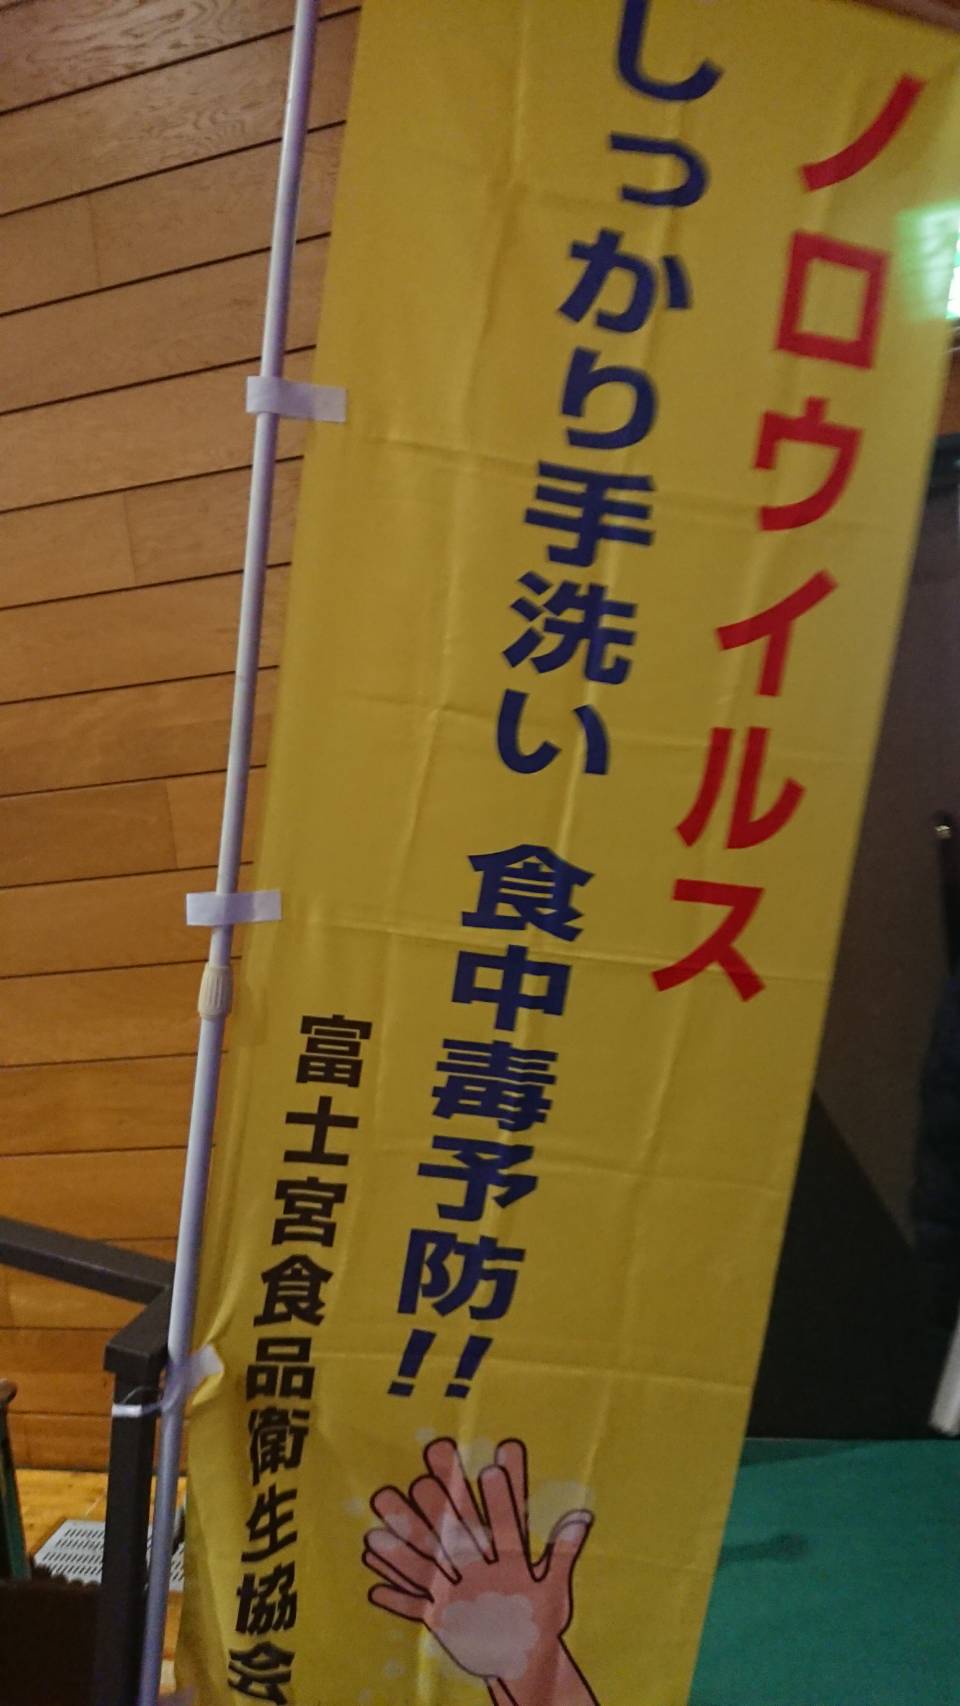 ノロウイルス
しっかり手洗い 食中毒予防!!
富士宮食品衛生協会